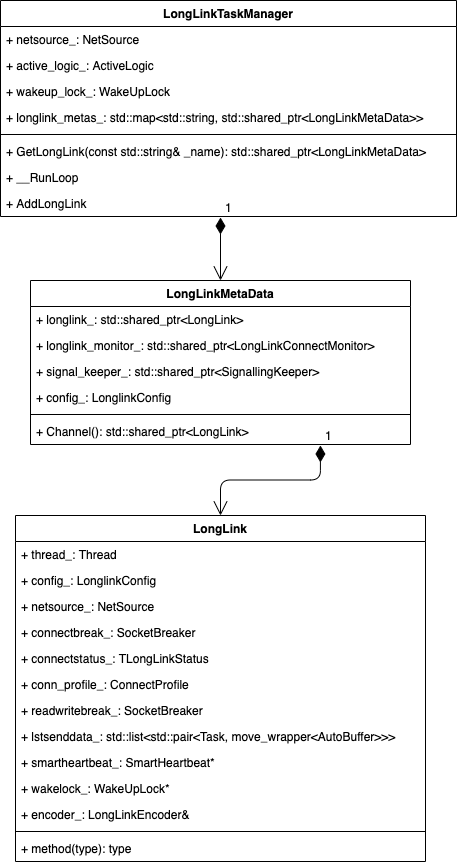 LongLinkTaskManager
+ netsource_: NetSource
+ active_logic_: ActiveLogic
+ wakeup_lock_: WakeUpLock
+ longlink_metas_: std::map<std::string, std::shared_ptr<LongLinkMetaData>>
+ GetLongLink(const std::string& _name): std::shared_ptr<LongLinkMetaData>
+ __RunLoop
+ AddLongLink
1
LongLinkMetaData
+ longlink_: std::shared_ptr<LongLink>
+ longlink_monitor_: std::shared_ptr<LongLinkConnectMonitor>
+ signal_keeper_: std::shared_ptr<SignallingKeeper>
+ config_: LonglinkConfig
+ Channel(): std::shared_ptr<LongLink>
1
LongLink
+ thread_: Thread
+ config_: LonglinkConfig
+ netsource_: NetSource
+ connectbreak_: SocketBreaker
+ connectstatus_: TLongLinkStatus
+ conn_profile_: ConnectProfile
+ readwritebreak_: SocketBreaker
+ lstsenddata_: std::list<std::pair<Task, move_wrapper<AutoBuffer>>>
+ smartheartbeat_: SmartHeartbeat*
+ wakelock_: WakeUpLock*
+ encoder_: LongLinkEncoder&
+ method(type): type